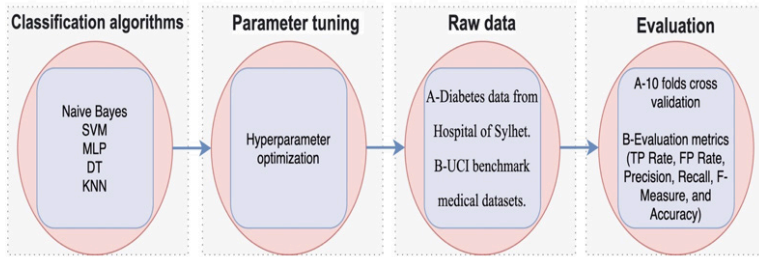 Classification algorithms
Naive Bayes
SVM
MLP
DT
KNN
Parameter tuning
Hyperparameter
optimization
Raw data
A-Diabetes data from
Hospital of Sylhet.
B-UCI benchmark
medical datasets.
Evaluation
A-10 folds cross
validation
B-Evaluation metrics
(TP Rate, FP Rate,
Precision, Recall, F-
Measure, and
Accuracy)